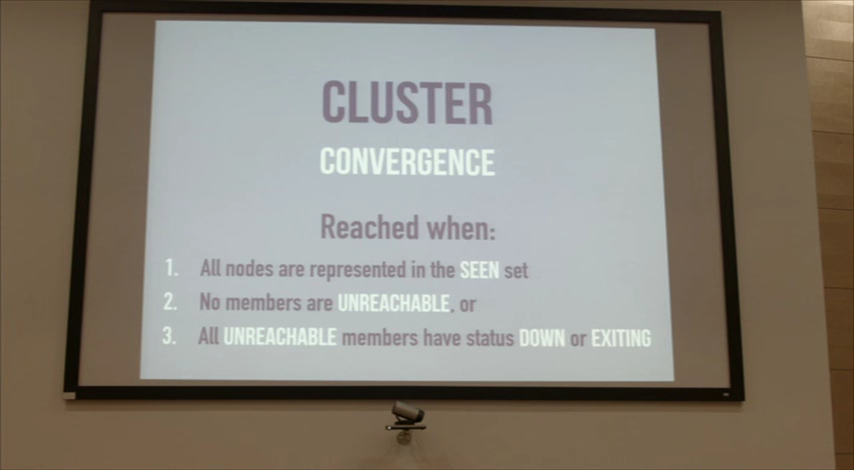 CLUSTER
CONVERGENCE
Reached when:
1. All nodes are represented in the SEEN set
2. No members are UNREACHABLE, or
3. All UNREACHABLE members have status DOWN or EXITING